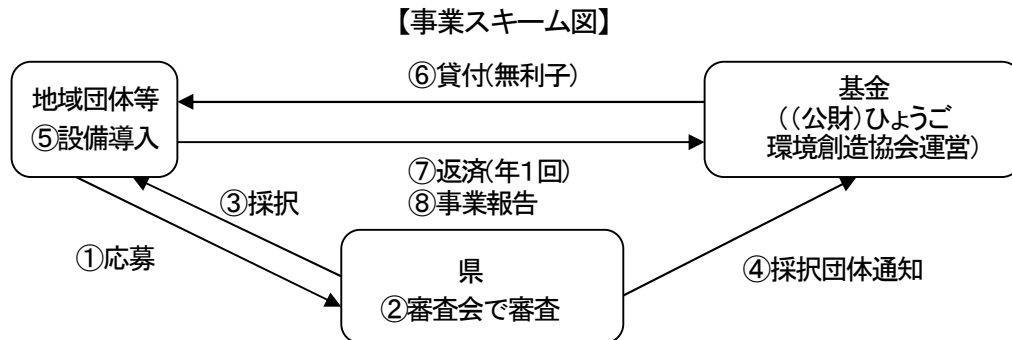 【事業スキーム図】
⑥貸付(無利子)
地域団体等
⑤設備導入
基金
((公財)ひょうご
環境創造協会運営)
⑦返済(年1回)
⑧事業報告
③採択
①応募
県
②審査会で審査
④採択団体通知